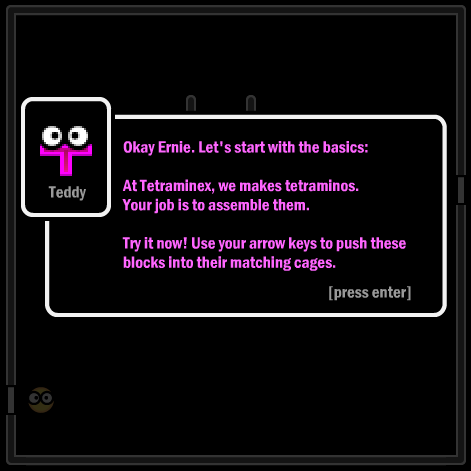 Okay Ernie. Let's start with the basics:
At Tetraminex, we makes tetraminos.
Your job is to assemble them.
Try it now! Use your arrow keys to push these
blocks into their matching cages.
Teddy
[press enter]